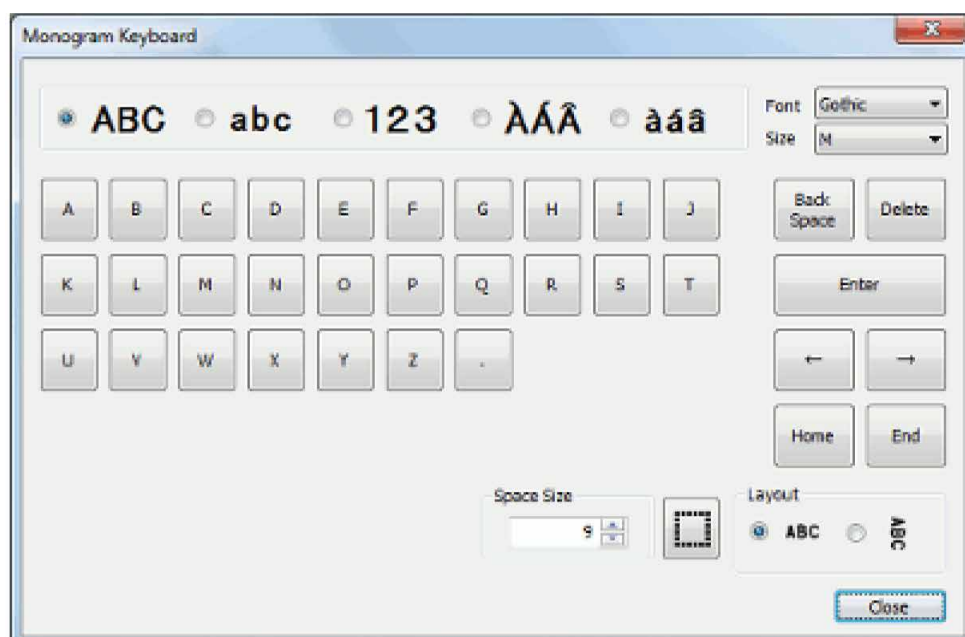 Monogram Keyboard
ABC abc 123 ÀÁÂ àáâ
Font Gothic
Size M
A B C D E F G H I J
Back Space Delete
K L M N O P Q R S T
Enter
U V W X Y Z .
← →
Home End
Space Size
9
Layout
ABC ABC
Close